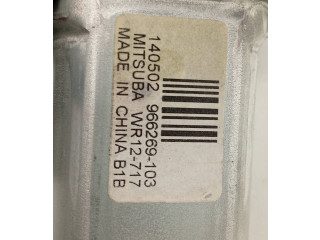 140502 966269-103
MITSUBA WR12-717
MADE IN CHINA B1B